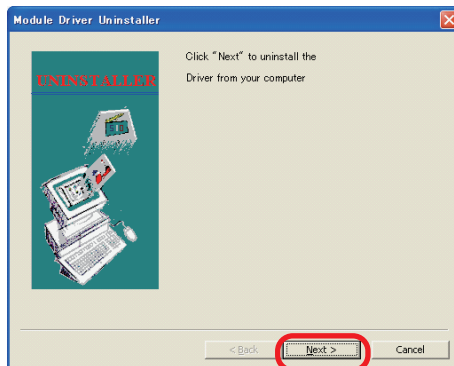 Module Driver Uninstaller
UNINSTALLER
Click "Next" to uninstall the
Driver from your computer
< Back
Next >
Cancel